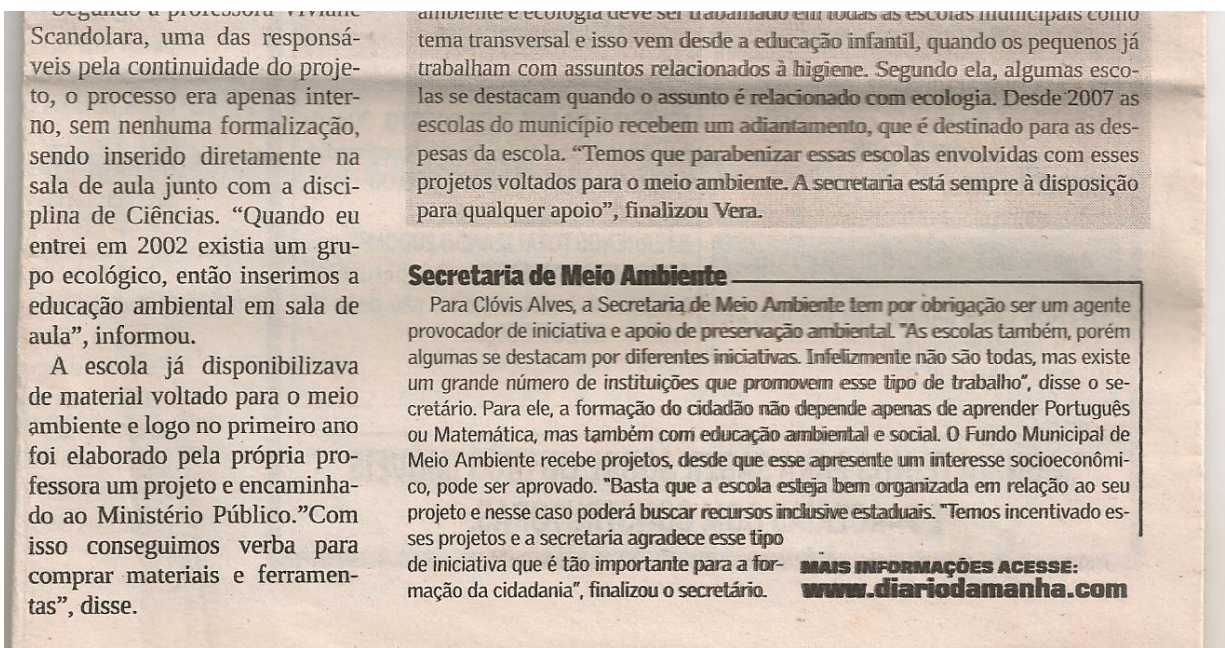 Segundo a professora Viviane
Scandolara, uma das responsá-
veis pela continuidade do proje-
to, o processo era apenas inter-
no, sem nenhuma formalização,
sendo inserido diretamente na
sala de aula junto com a disci-
plina de Ciências. “Quando eu
entrei em 2002 existia um gru-
po ecológico, então inserimos a
educação ambiental em sala de
aula”, informou.
A escola já disponibilizava
de material voltado para o meio
ambiente e logo no primeiro ano
foi elaborado pela própria pro-
fessora um projeto e encaminha-
do ao Ministério Público.”Com
isso conseguimos verba para
comprar materiais e ferramen-
tas”, disse.
ambiente e ecologia deve ser trabalhado em todas as escolas municipais como
tema transversal e isso vem desde a educação infantil, quando os pequenos já
trabalham com assuntos relacionados à higiene. Segundo ela, algumas esco-
las se destacam quando o assunto é relacionado com ecologia. Desde 2007 as
escolas do município recebem um adiantamento, que é destinado para as des-
pesas da escola. “Temos que parabenizar essas escolas envolvidas com esses
projetos voltados para o meio ambiente. A secretaria está sempre à disposição
para qualquer apoio”, finalizou Vera.
Secretaria de Meio Ambiente
Para Clóvis Alves, a Secretaria de Meio Ambiente tem por obrigação ser um agente
provocador de iniciativa e apoio de preservação ambiental. "As escolas também, porém
algumas se destacam por diferentes iniciativas. Infelizmente não são todas, mas existe
um grande número de instituições que promovem esse tipo de trabalho", disse o se-
cretário. Para ele, a formação do cidadão não depende apenas de aprender Português
ou Matemática, mas também com educação ambiental e social. O Fundo Municipal de
Meio Ambiente recebe projetos, desde que esse apresente um interesse socioeconômi-
co, pode ser aprovado. "Basta que a escola esteja bem organizada em relação ao seu
projeto e nesse caso poderá buscar recursos inclusive estaduais. "Temos incentivado es-
ses projetos e a secretaria agradece esse tipo
de iniciativa que é tão importante para a for-
mação da cidadania", finalizou o secretário.
MAIS INFORMAÇÕES ACESSE:
www.diariodamanha.com